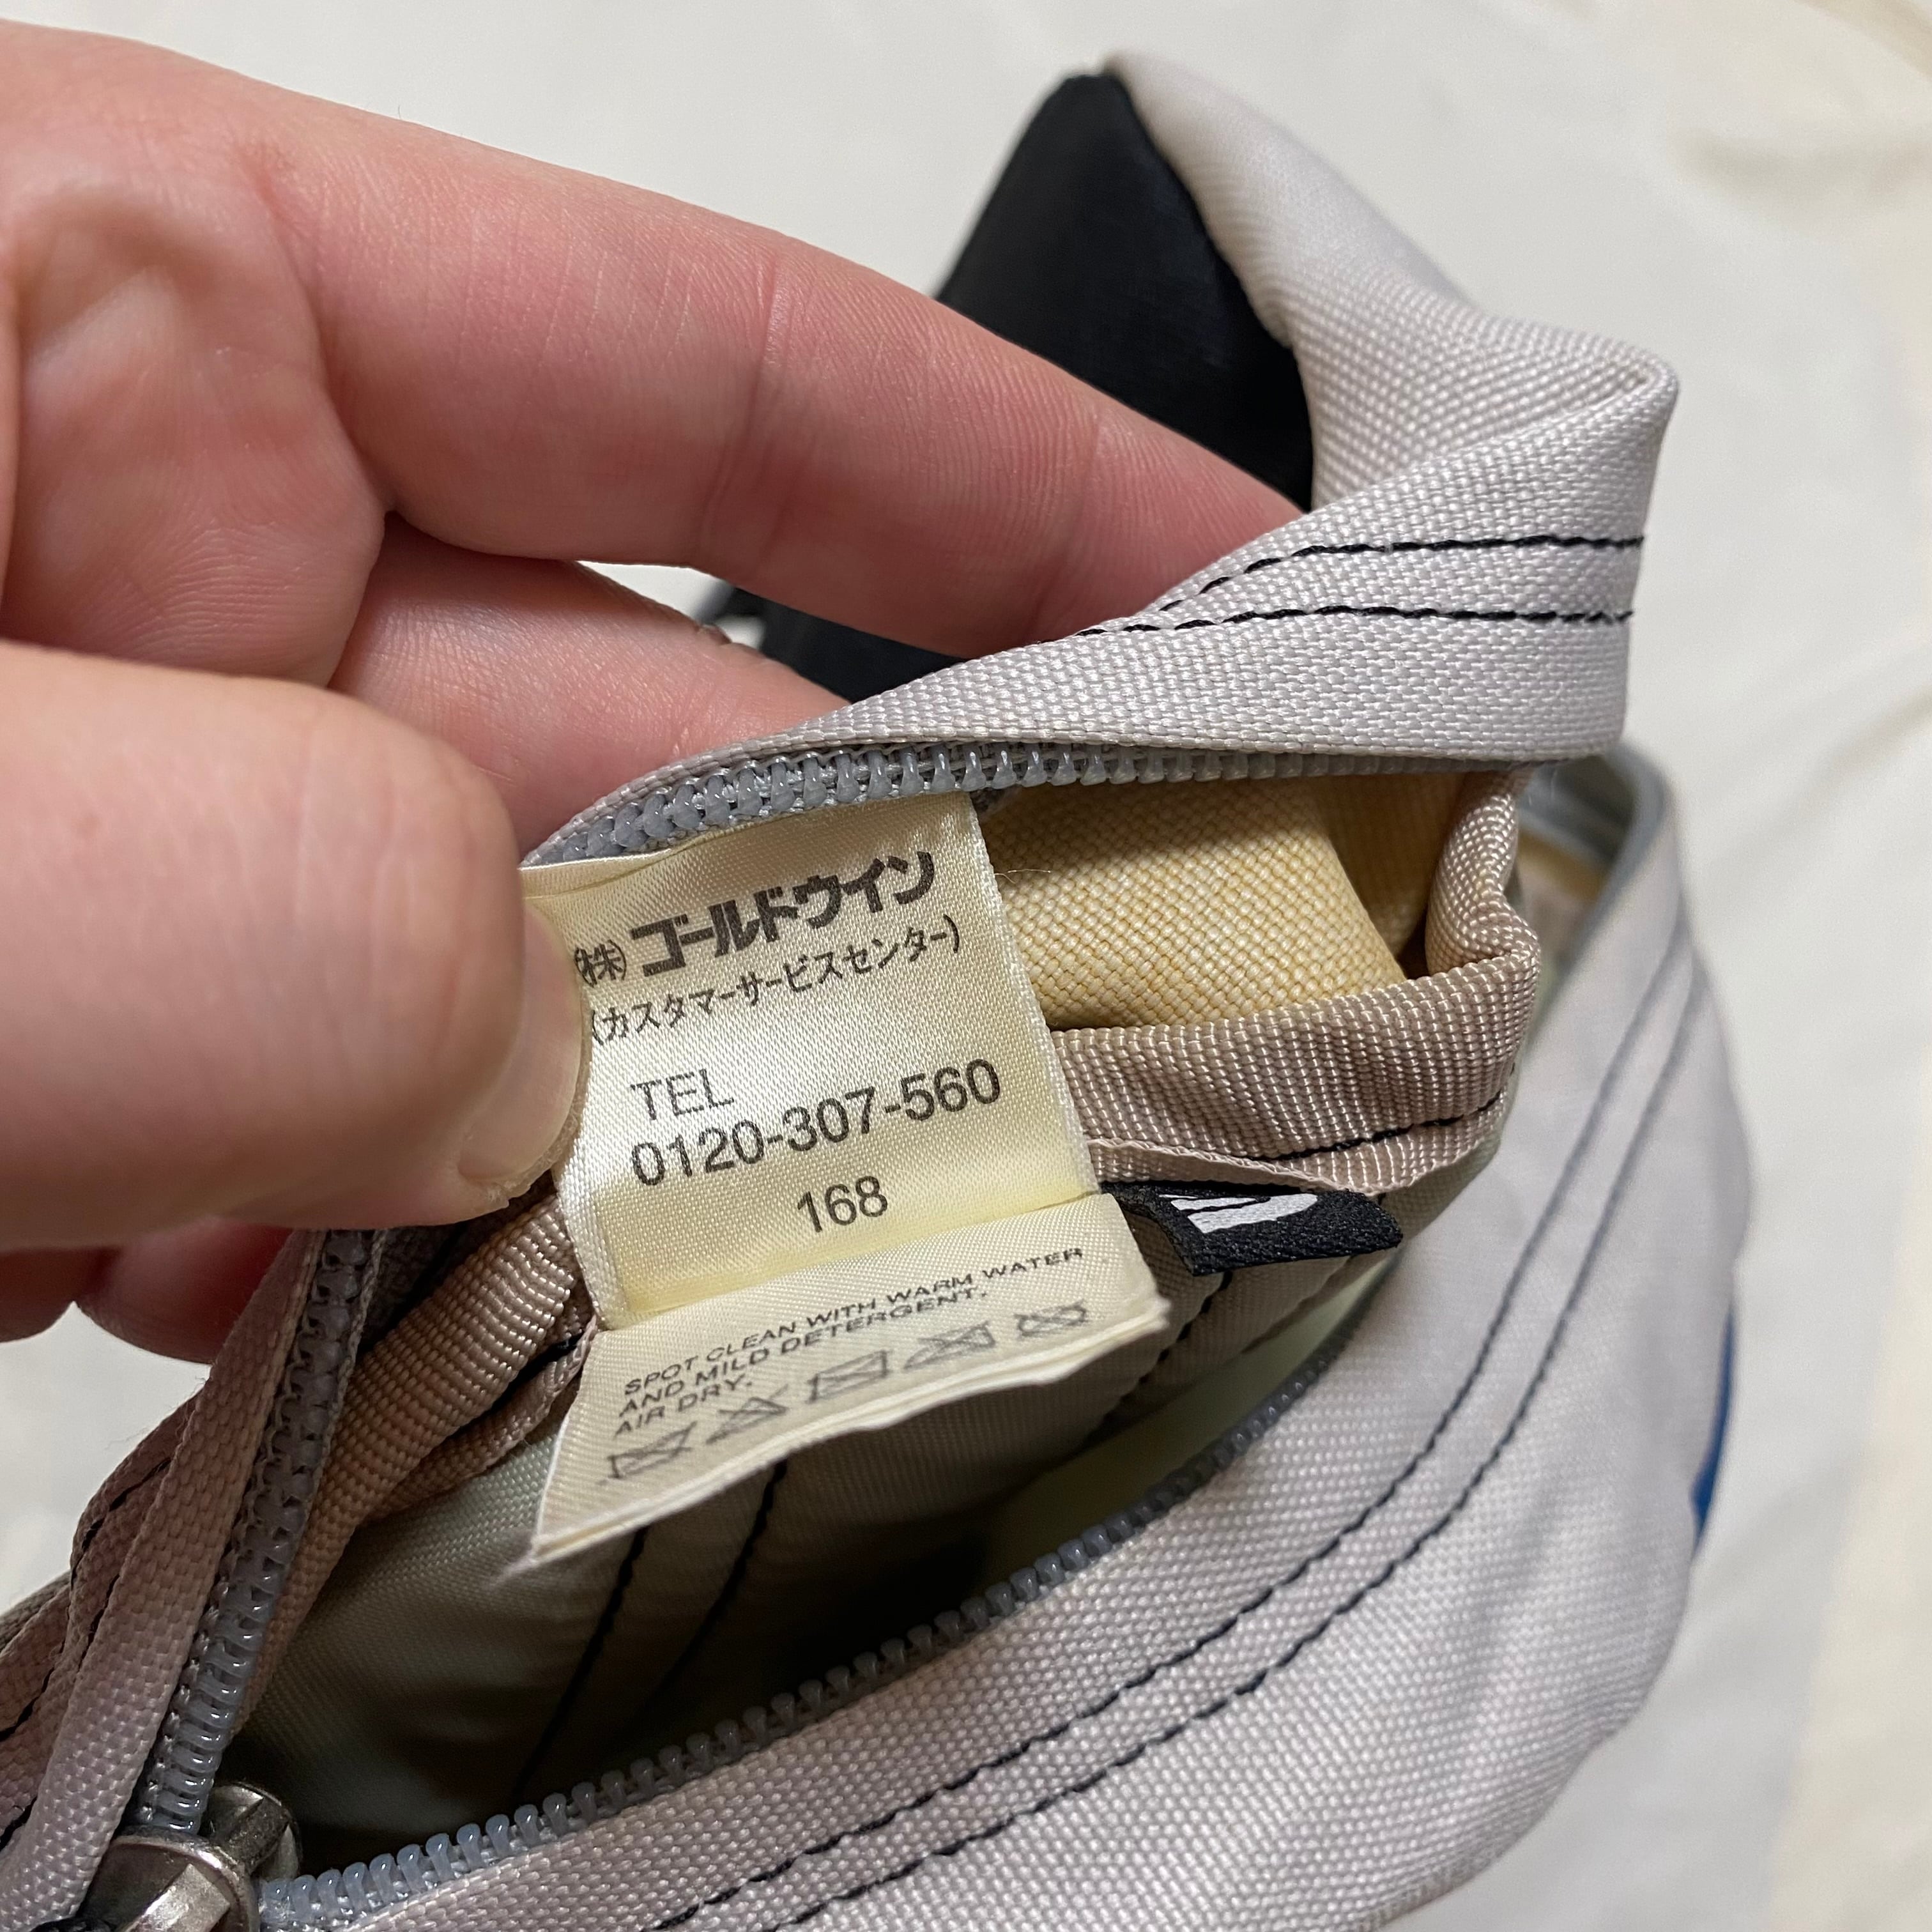 (株)ゴールドウイン
(カスタマーサービスセンター)
TEL
0120-307-560
168
SPOT CLEAN WITH WARM WATER
AND MILD DETERGENT.
AIR DRY.